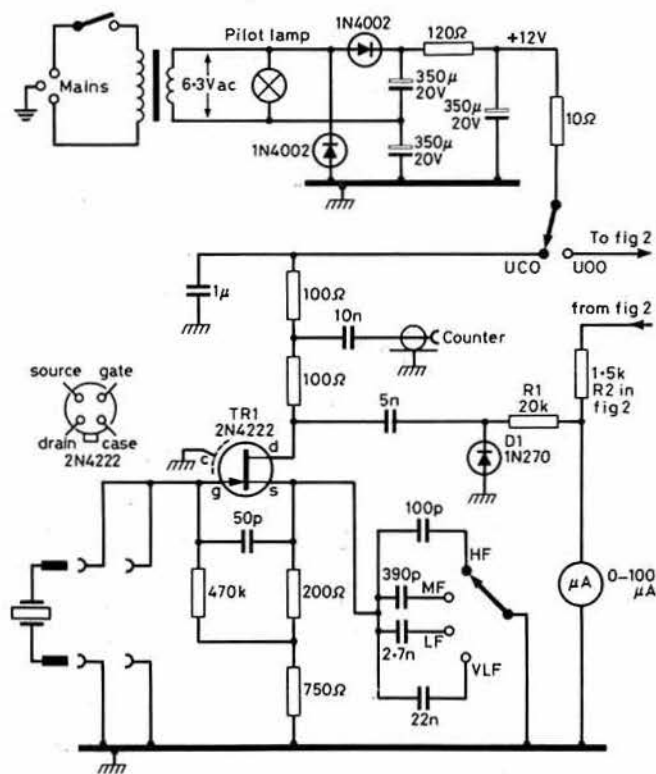 Pilot lamp
1N4002
120Ω
+12V
Mains
6·3Vac
350μ
20V
350μ
20V
10Ω
1N4002
350μ
20V
To fig 2
UCO
UOO
1μ
100Ω
from fig 2
10n
Counter
source
gate
100Ω
1·5k
R2 in
fig 2
TR1
2N4222
5n
R1
20k
drain
case
2N4222
c
d
D1
1N270
g
s
50p
100p
HF
470k
200Ω
390p
MF
μA
0–100
μA
LF
2·7n
VLF
750Ω
22n